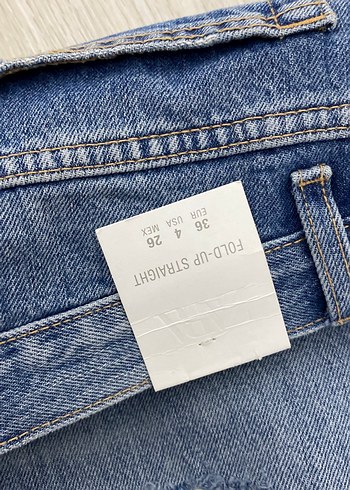 FOLD-UP STRAIGHT
EUR USA MEX
36 4 26